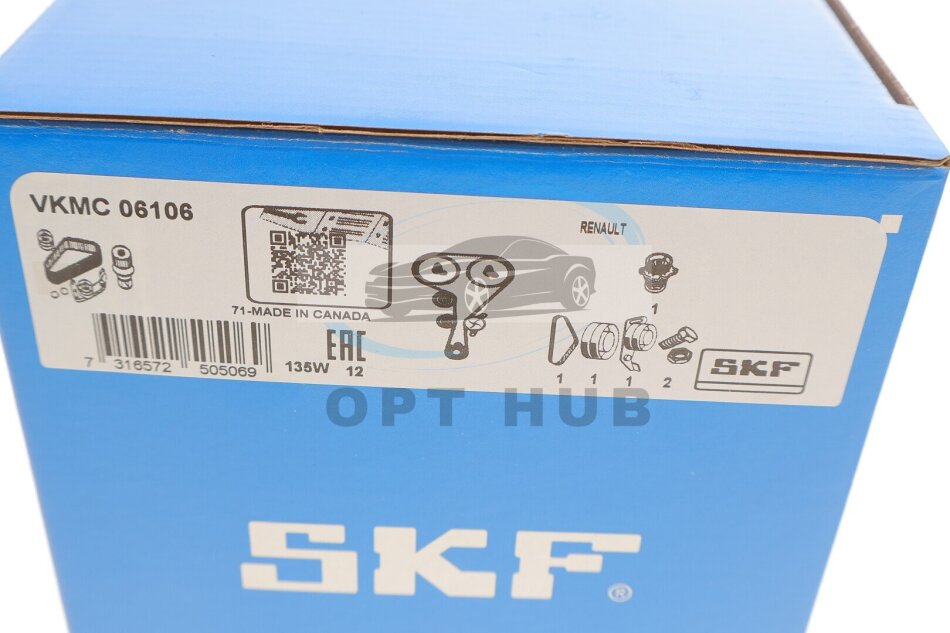 VKMC 06106
RENAULT
71-MADE IN CANADA
1
7 316572 505069
135W
EAC
12
1 1 1 2
SKF
OPT HUB
SKF®